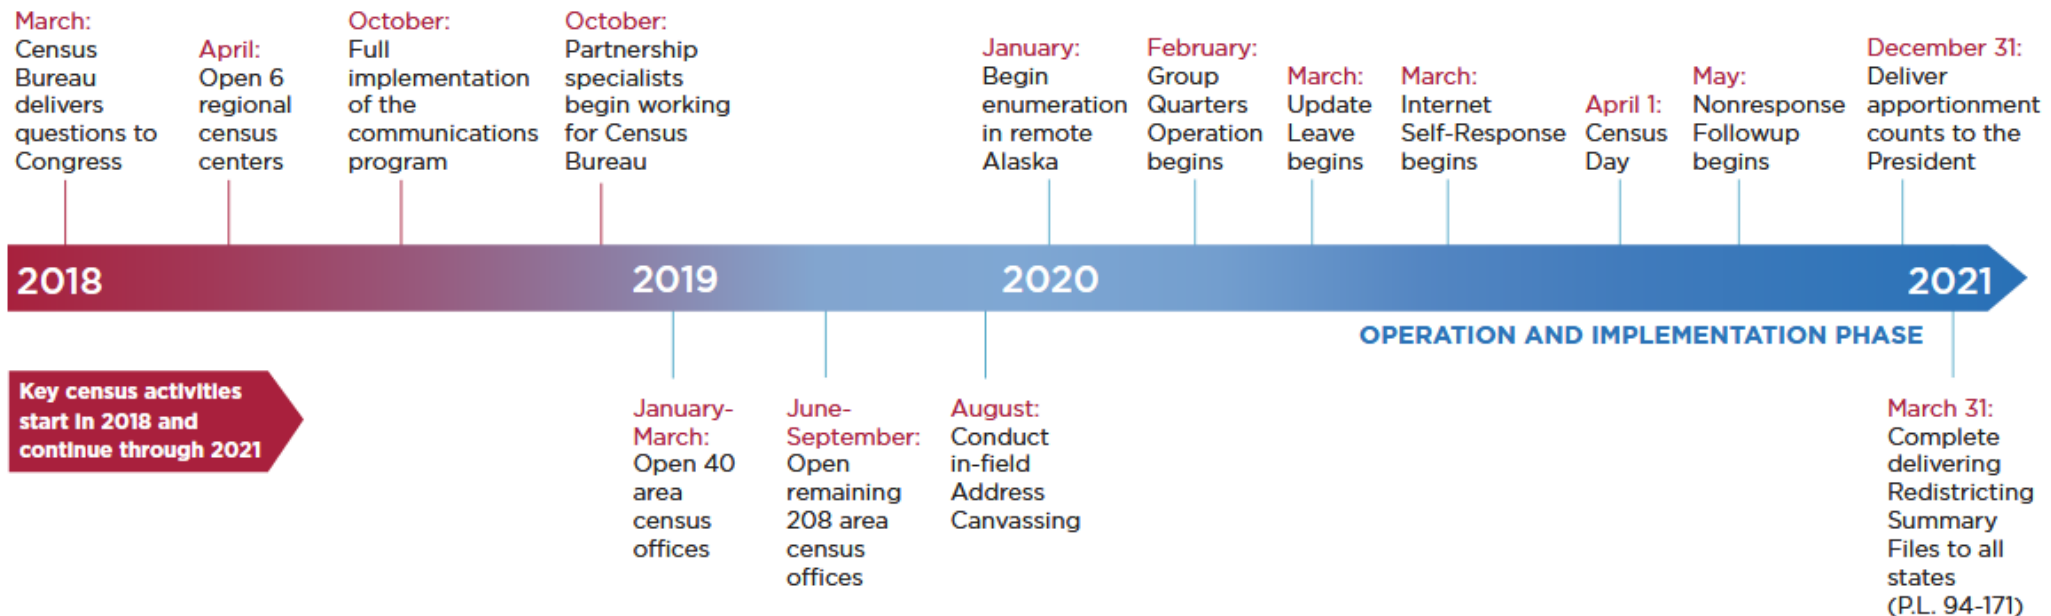 March:
Census
Bureau
delivers
questions to
Congress
April:
Open 6
regional
census
centers
October:
Full
implementation
of the
communications
program
October:
Partnership
specialists
begin working
for Census
Bureau
January:
Begin
enumeration
in remote
Alaska
February:
Group
Quarters
Operation
begins
March:
Update
Leave
begins
March:
Internet
Self-Response
begins
April 1:
Census
Day
May:
Nonresponse
Followup
begins
December 31:
Deliver
apportionment
counts to the
President
2018
2019
2020
2021
OPERATION AND IMPLEMENTATION PHASE
Key census activities
start in 2018 and
continue through 2021
January-
March:
Open 40
area
census
offices
June-
September:
Open
remaining
208 area
census
offices
August:
Conduct
in-field
Address
Canvassing
March 31:
Complete
delivering
Redistricting
Summary
Files to all
states
(P.L. 94-171)